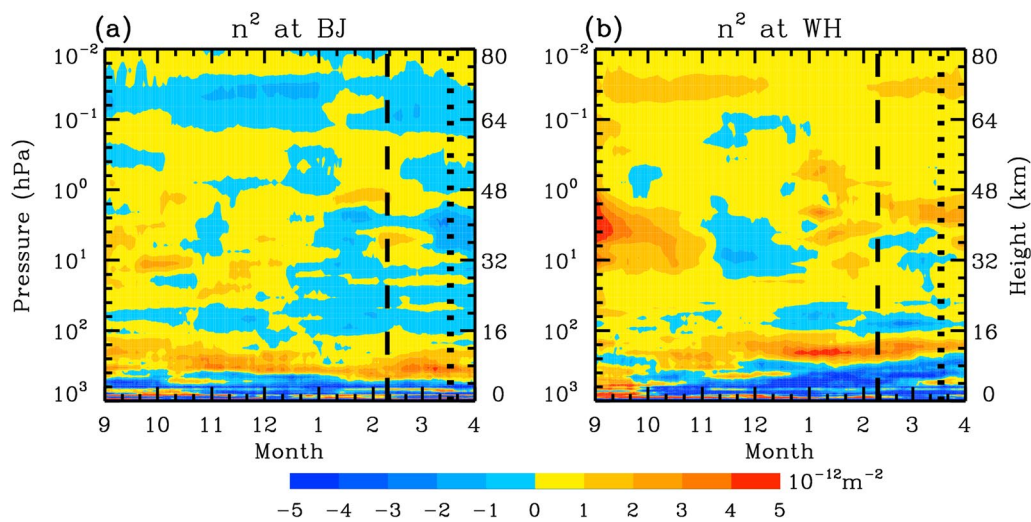 (a) n² at BJ
(b) n² at WH
10⁻²
10⁻¹
10⁰
10¹
10²
10³
Pressure (hPa)
80
64
48
32
16
0
9 10 11 12 1 2 3 4
Month
10⁻²
10⁻¹
10⁰
10¹
10²
10³
80
64
48
32
16
0
Height (km)
9 10 11 12 1 2 3 4
Month
-5 -4 -3 -2 -1 0 1 2 3 4 5
10⁻¹²m⁻²